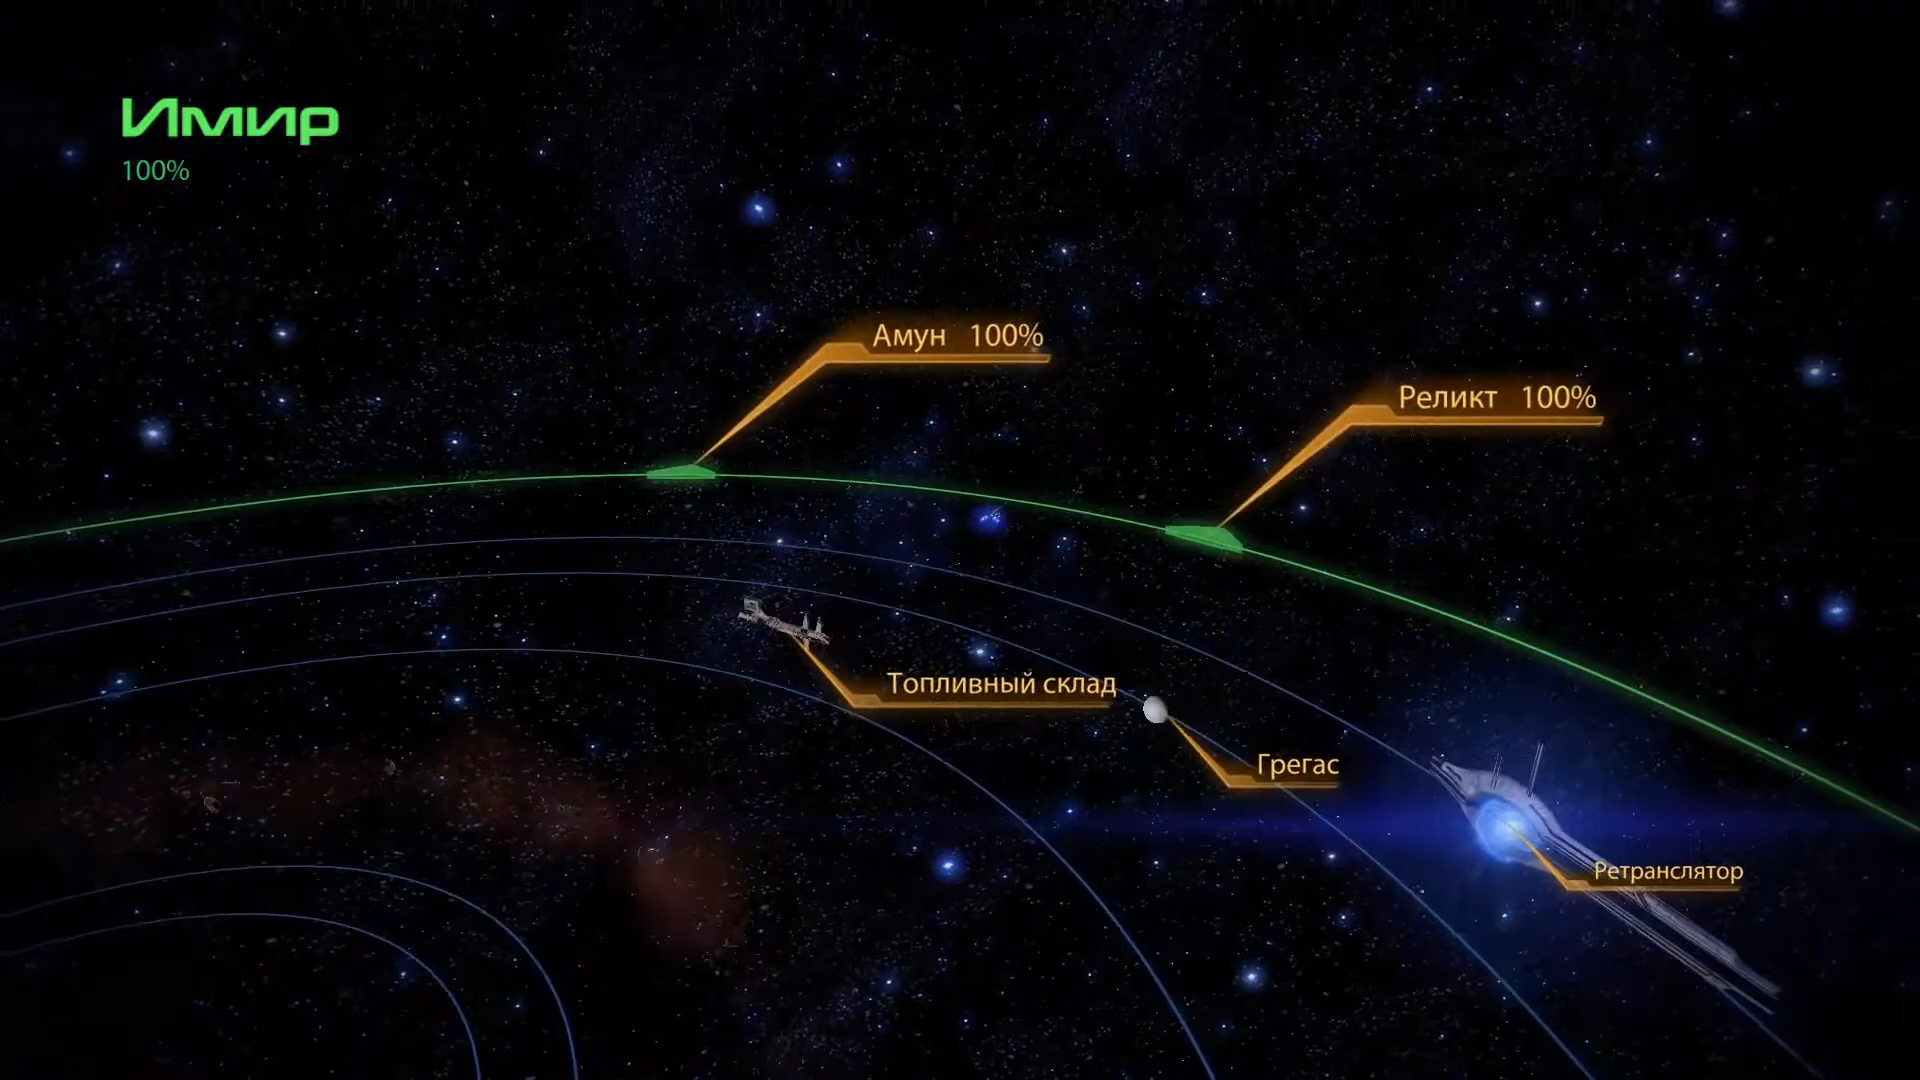 Имир
100%
Амун 100%
Реликт 100%
Топливный склад
Грегас
Ретранслятор